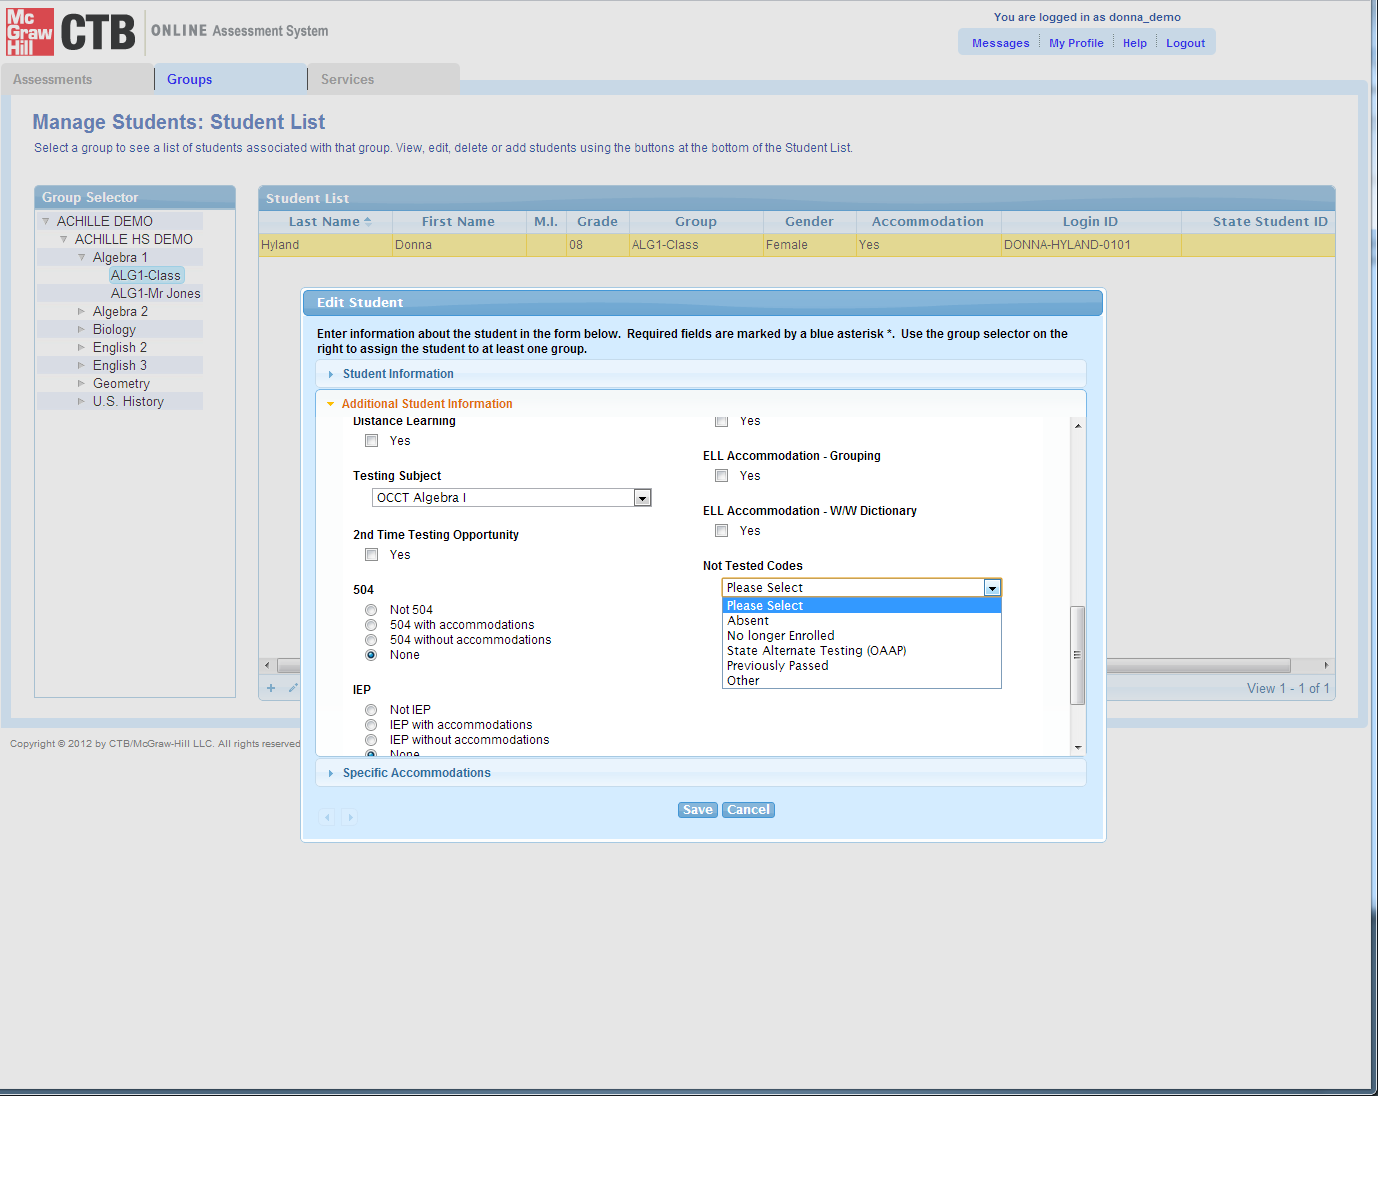 Mc
Graw
Hill
CTB
ONLINE Assessment System
You are logged in as donna_demo
Messages
My Profile
Help
Logout
Assessments
Groups
Services
Manage Students: Student List
Select a group to see a list of students associated with that group. View, edit, delete or add students using the buttons at the bottom of the Student List.
Group Selector
ACHILLE DEMO
ACHILLE HS DEMO
Algebra 1
ALG1-Class
ALG1-Mr Jones
Algebra 2
Biology
English 2
English 3
Geometry
U.S. History
Student List
Last Name First Name M.I. Grade Group Gender Accommodation Login ID State Student ID
Hyland Donna 08 ALG1-Class Female Yes DONNA-HYLAND-0101
Edit Student
Enter information about the student in the form below. Required fields are marked by a blue asterisk *. Use the group selector on the
right to assign the student to at least one group.
Student Information
Additional Student Information
Distance Learning
Yes
Testing Subject
OCCT Algebra I
2nd Time Testing Opportunity
Yes
504
Not 504
504 with accommodations
504 without accommodations
None
IEP
Not IEP
IEP with accommodations
IEP without accommodations
None
Yes
ELL Accommodation - Grouping
Yes
ELL Accommodation - W/W Dictionary
Yes
Not Tested Codes
Please Select
Please Select
Absent
No longer Enrolled
State Alternate Testing (OAAP)
Previously Passed
Other
Specific Accommodations
Save
Cancel
View 1 - 1 of 1
Copyright © 2012 by CTB/McGraw-Hill LLC. All rights reserved